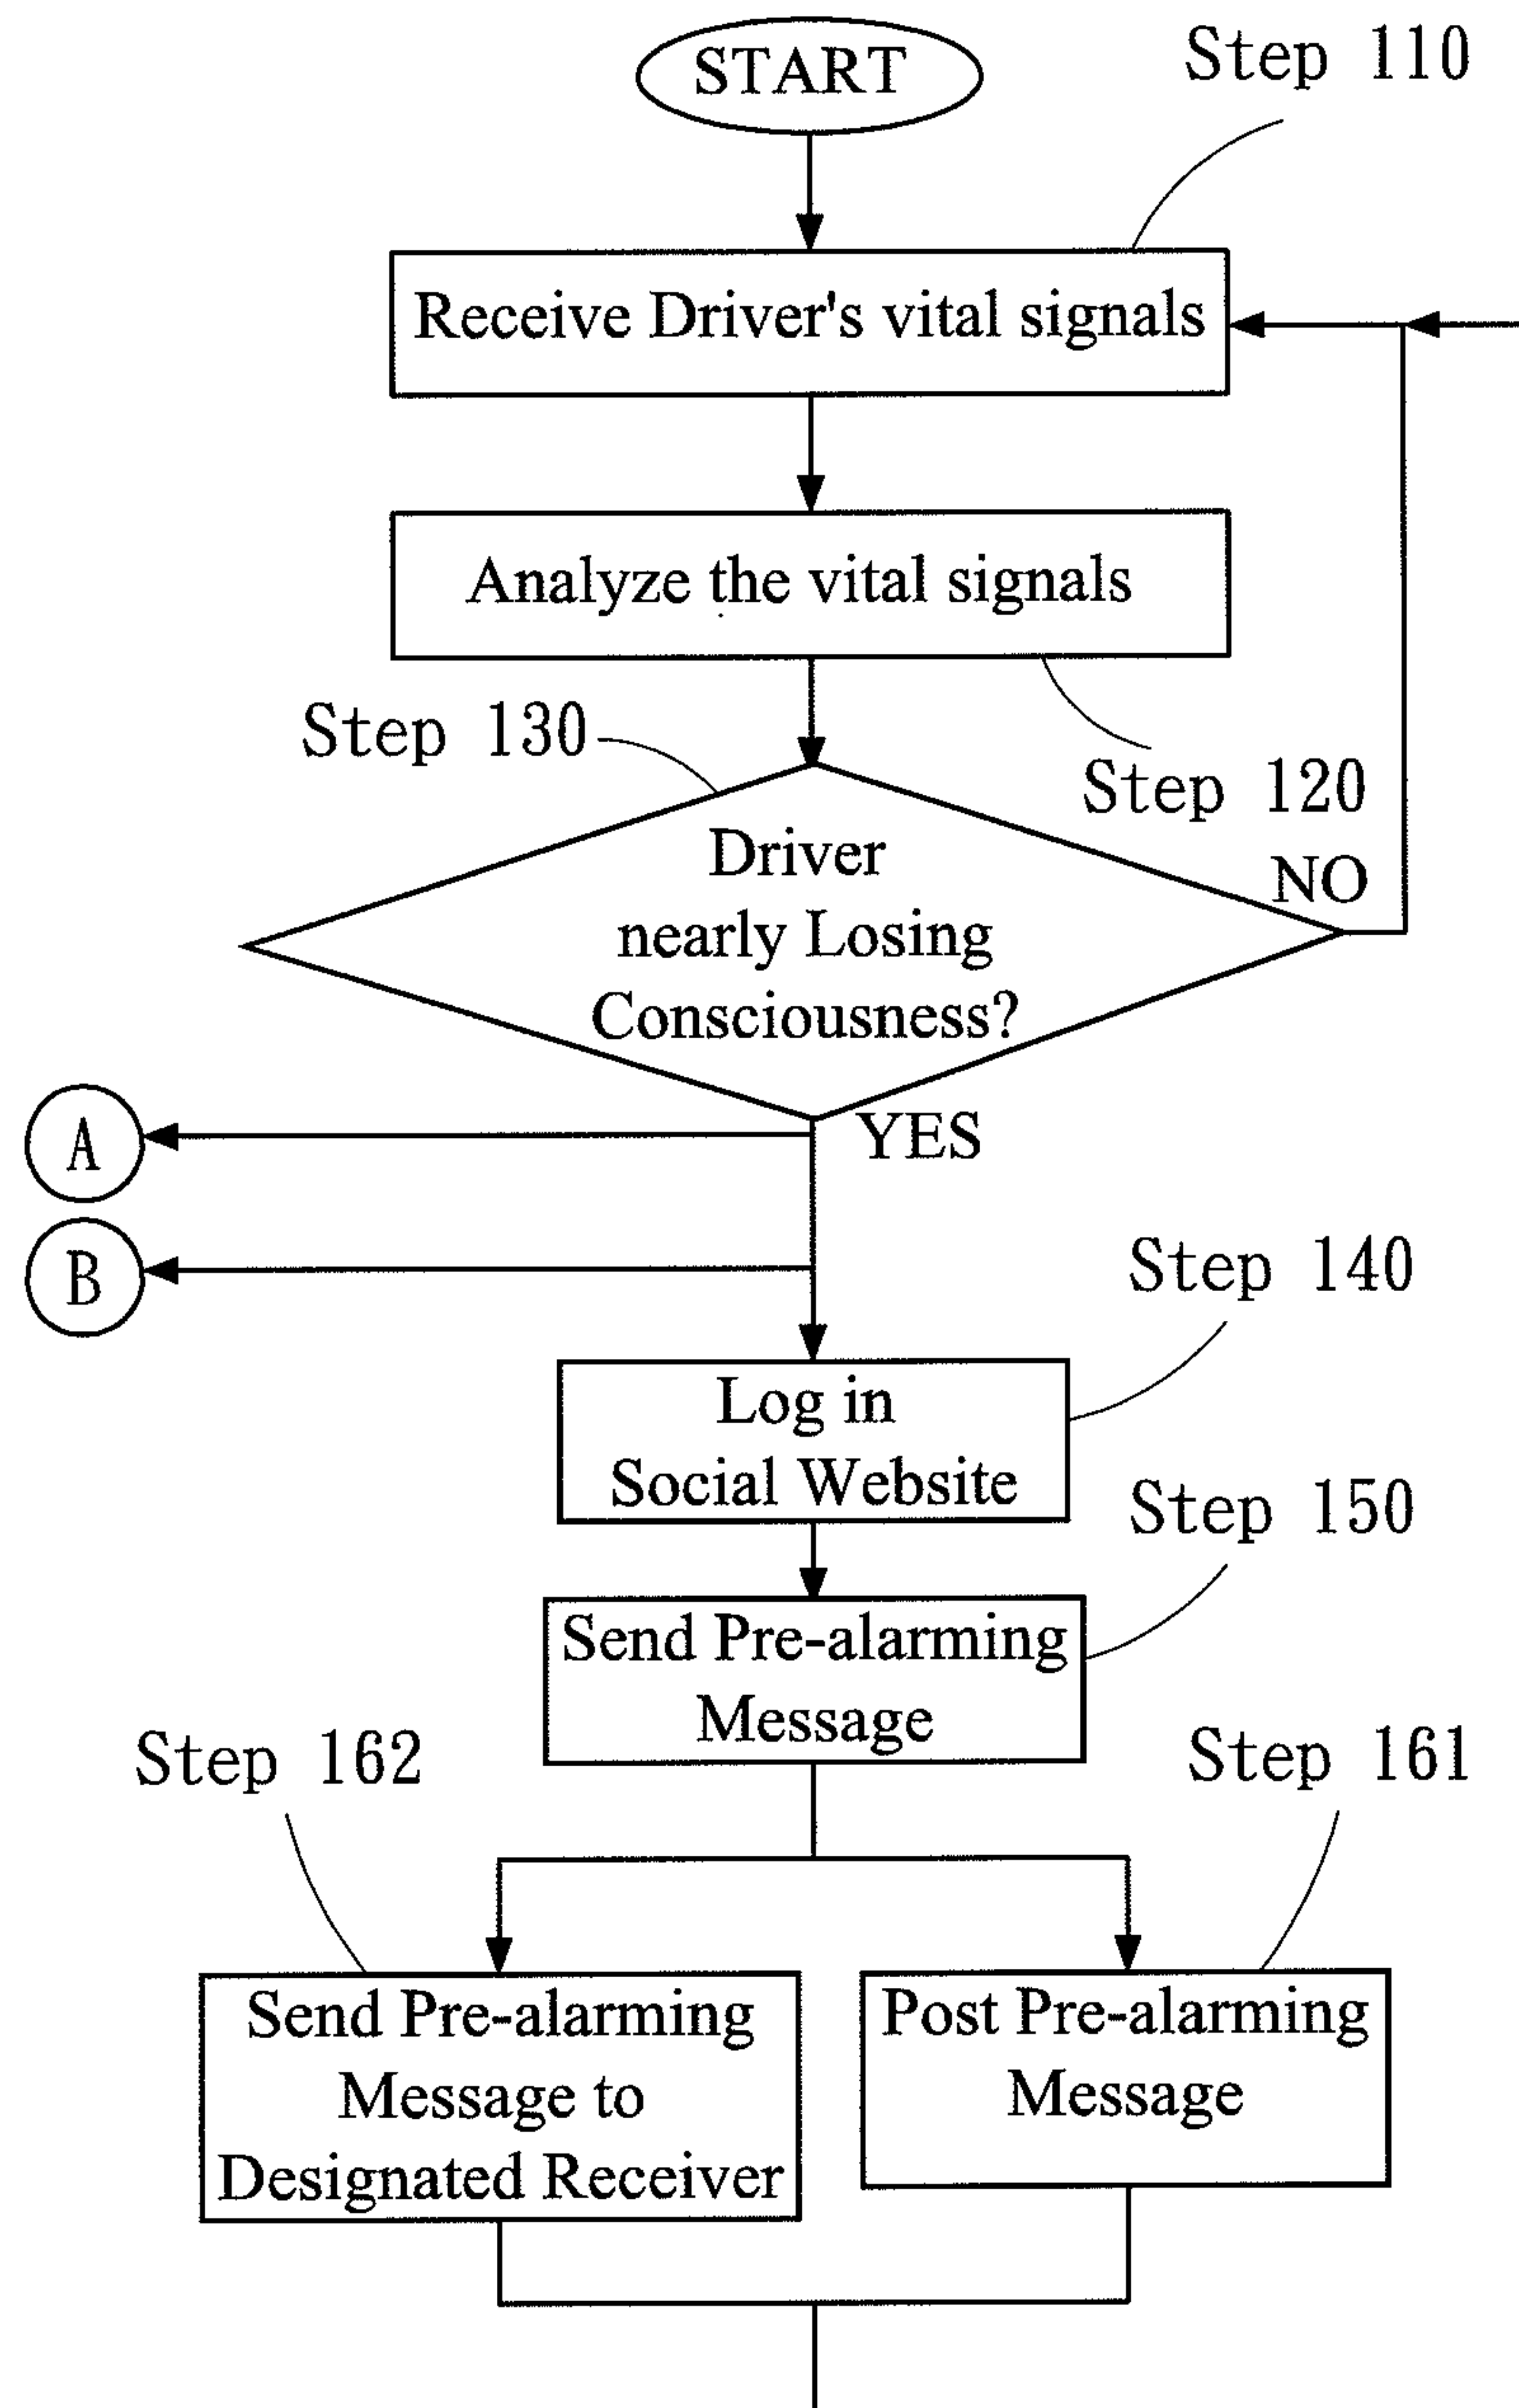 START
Step 110
Receive Driver's vital signals
Analyze the vital signals
Step 130
Step 120
Driver
nearly Losing
Consciousness?
NO
A
YES
B
Step 140
Log in
Social Website
Step 150
Send Pre-alarming
Message
Step 162
Step 161
Send Pre-alarming
Message to
Designated Receiver
Post Pre-alarming
Message